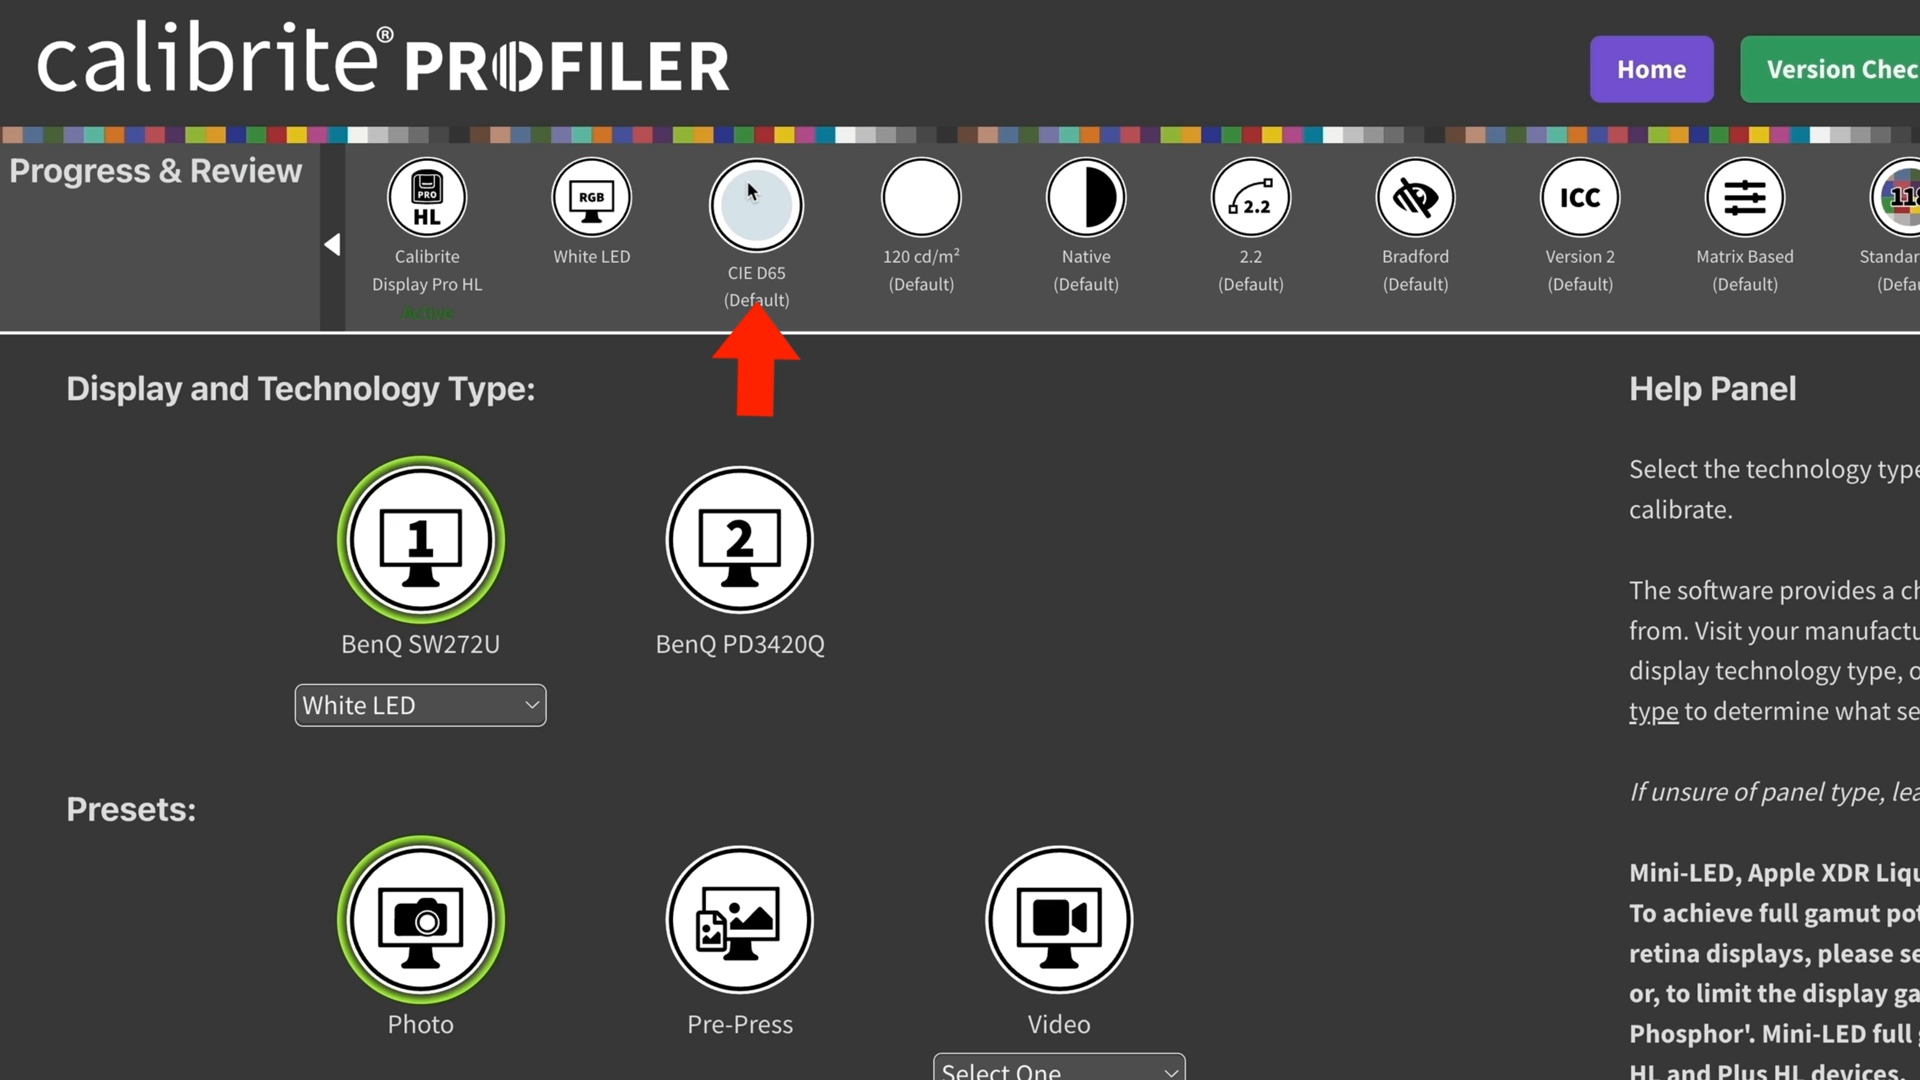 calibrite® PROFILER
Home
Version Chec
Progress & Review
PRO
HL
RGB
2.2
ICC
Calibrite
Display Pro HL
Active
White LED
CIE D65
(Default)
120 cd/m²
(Default)
Native
(Default)
2.2
(Default)
Bradford
(Default)
Version 2
(Default)
Matrix Based
(Default)
Standar
(Defau
Display and Technology Type:
1
2
BenQ SW272U
BenQ PD3420Q
White LED
Presets:
Photo
Pre-Press
Video
Select One
Help Panel
Select the technology type
calibrate.
The software provides a ch
from. Visit your manufactu
display technology type, o
type to determine what se
If unsure of panel type, lea
Mini-LED, Apple XDR Liqu
To achieve full gamut pot
retina displays, please se
or, to limit the display ga
Phosphor'. Mini-LED full
HL and Plus HL devices.